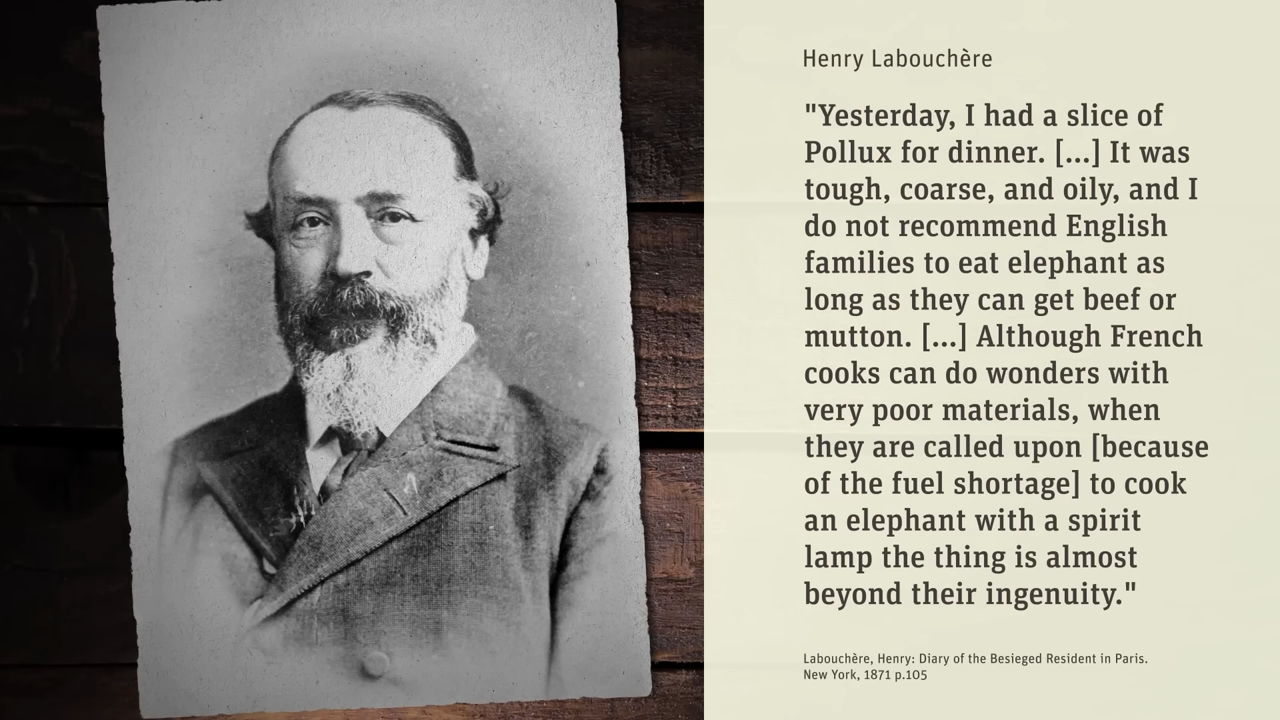 Henry Labouchère
"Yesterday, I had a slice of
Pollux for dinner. [...] It was
tough, coarse, and oily, and I
do not recommend English
families to eat elephant as
long as they can get beef or
mutton. [...] Although French
cooks can do wonders with
very poor materials, when
they are called upon [because
of the fuel shortage] to cook
an elephant with a spirit
lamp the thing is almost
beyond their ingenuity."
Labouchère, Henry: Diary of the Besieged Resident in Paris.
New York, 1871 p.105